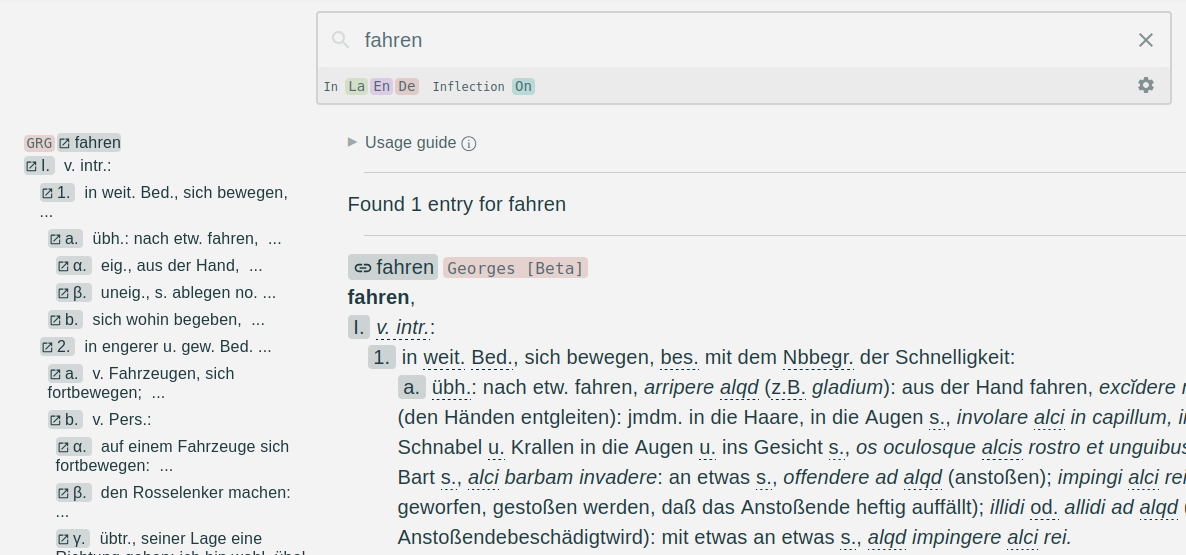 fahren
In La En De Inflection On
GRG fahren
I. v. intr.:
1. in weit. Bed., sich bewegen,
...
a. übh.: nach etw. fahren, ...
α. eig., aus der Hand, ...
β. uneig., s. ablegen no. ...
b. sich wohin begeben, ...
2. in engerer u. gew. Bed. ...
a. v. Fahrzeugen, sich
fortbewegen; ...
b. v. Pers.:
α. auf einem Fahrzeuge sich
fortbewegen: ...
β. den Rosselenker machen:
...
γ. übtr., seiner Lage eine
Usage guide
Found 1 entry for fahren
fahren Georges [Beta]
fahren,
I. v. intr.:
1. in weit. Bed., sich bewegen, bes. mit dem Nbbegr. der Schnelligkeit:
a. übh.: nach etw. fahren, arripere alqd (z.B. gladium): aus der Hand fahren, excĭdere
(den Händen entgleiten): jmdm. in die Haare, in die Augen s., involare alci in capillum,
Schnabel u. Krallen in die Augen u. ins Gesicht s., os oculosque alcis rostro et unguibus
Bart s., alci barbam invadere: an etwas s., offendere ad alqd (anstoßen); impingi alci rei
geworfen, gestoßen werden, daß das Anstoßende heftig auffällt); illidi od. allidi ad alqd (
Anstoßendebeschädigtwird): mit etwas an etwas s., alqd impingere alci rei.